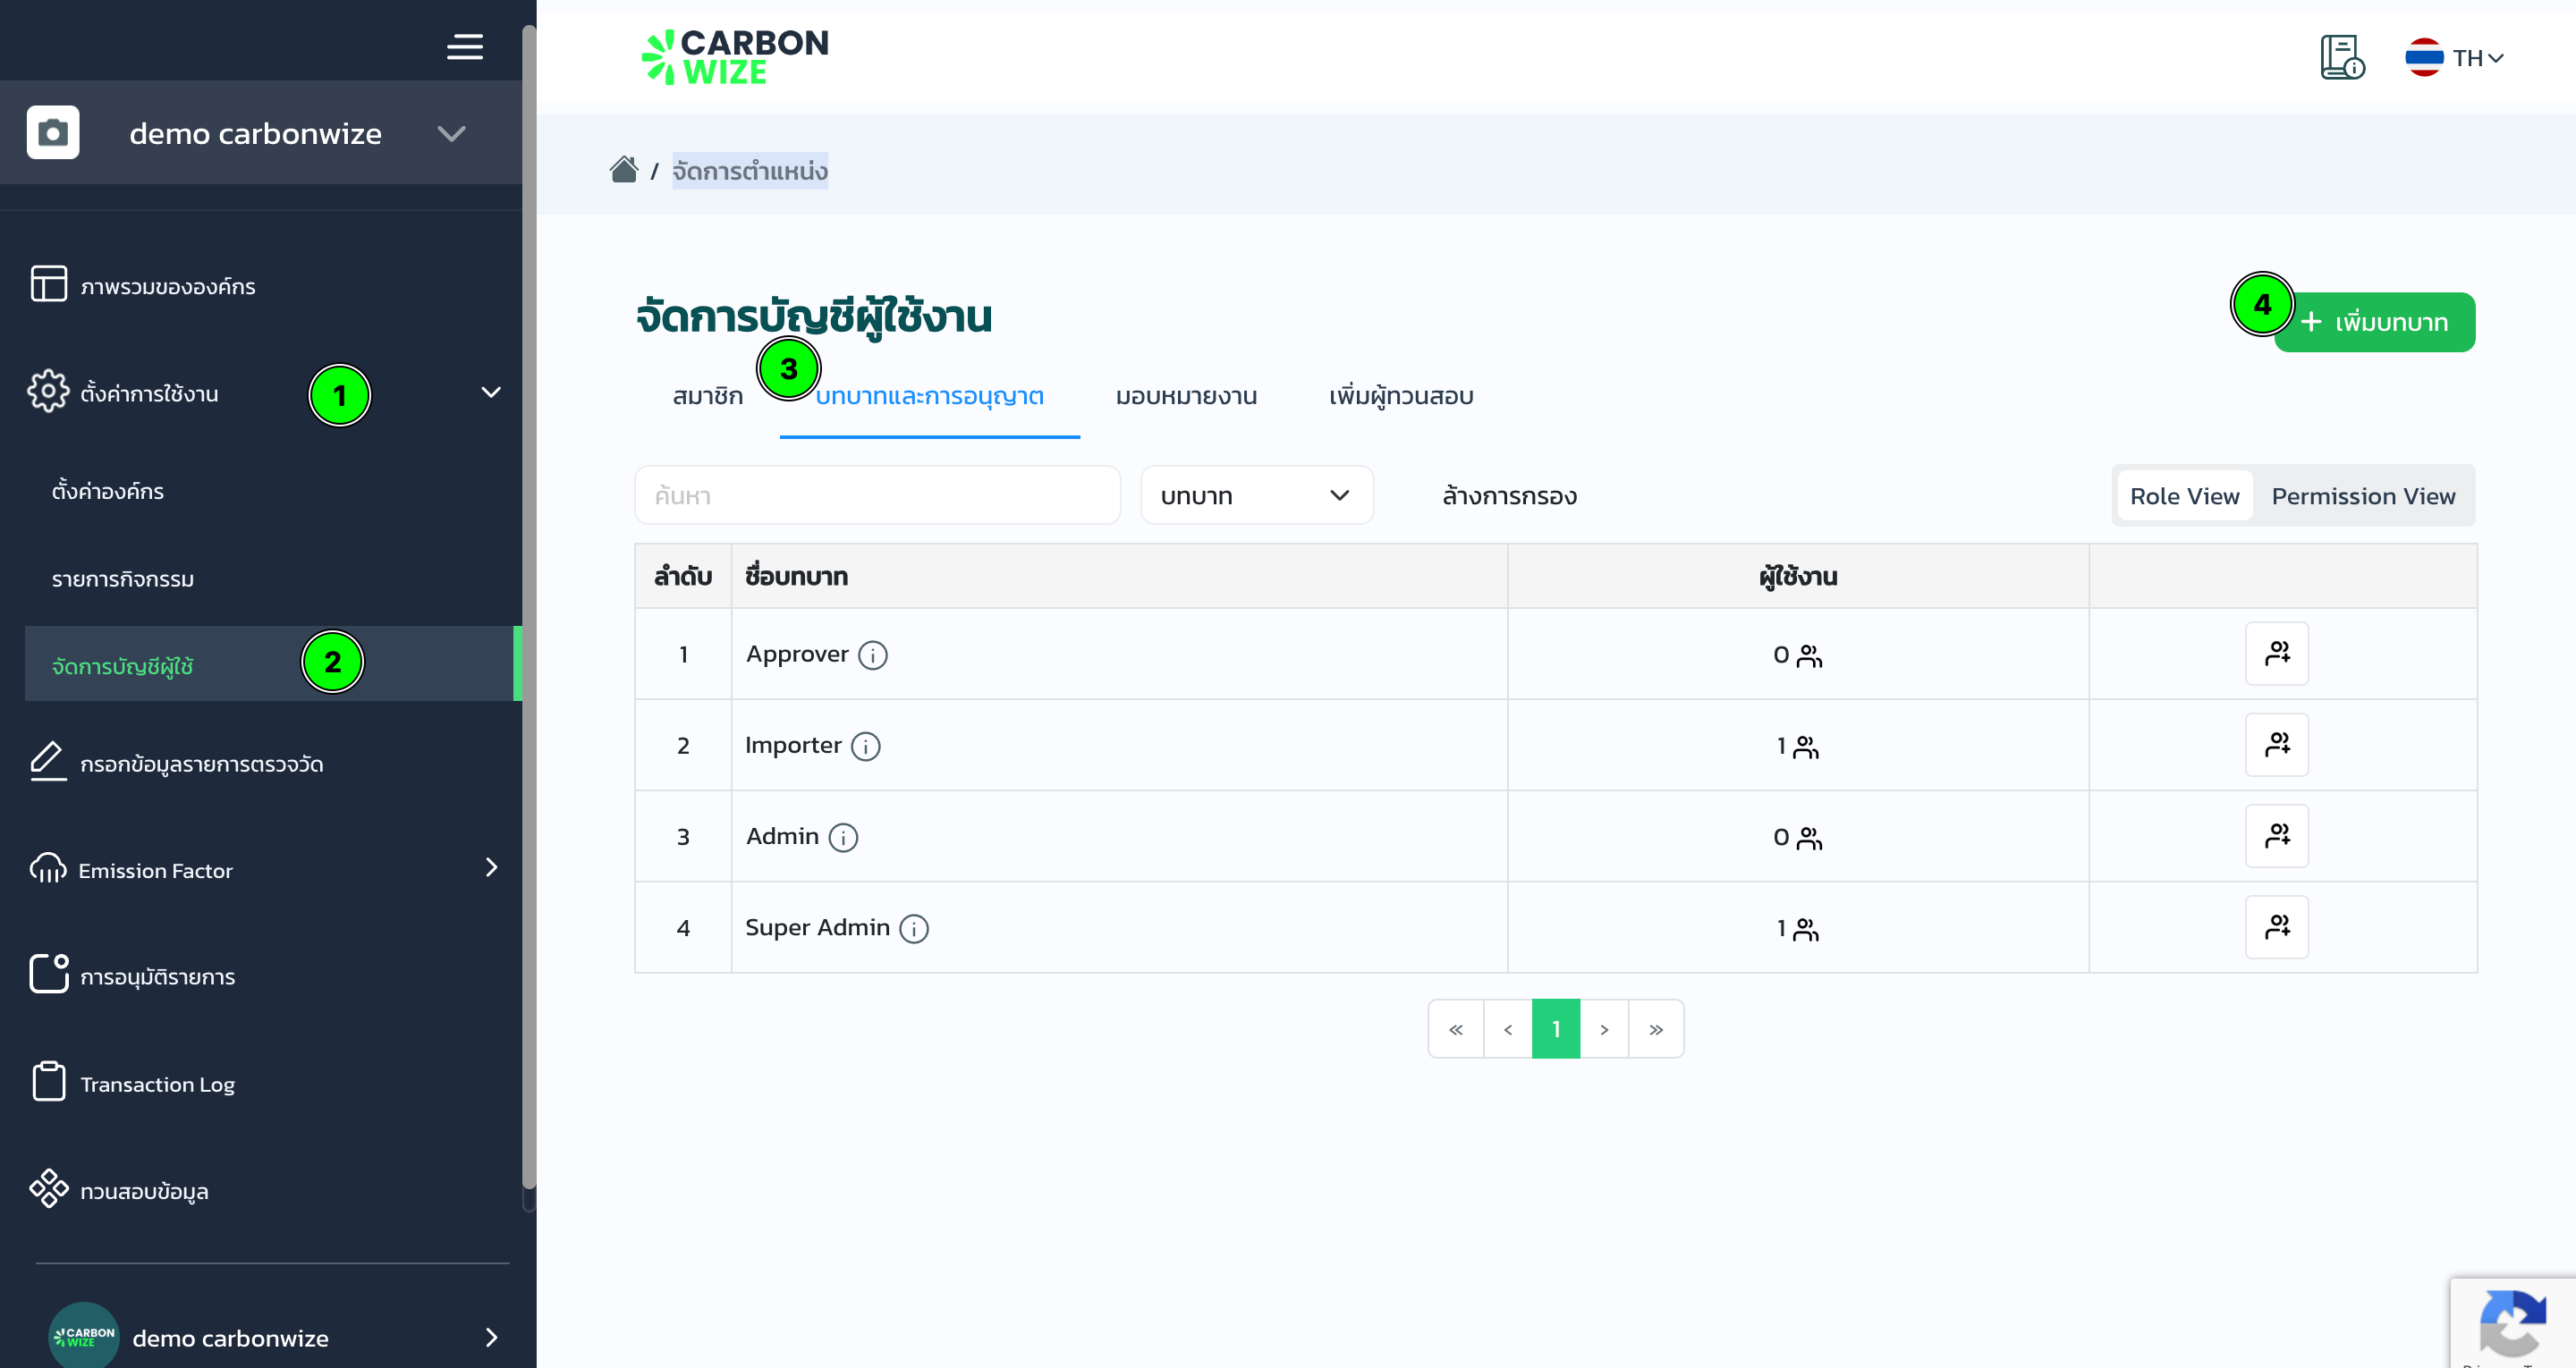 demo carbonwize
ภาพรวมขององค์กร
ตั้งค่าการใช้งาน
1
ตั้งค่าองค์กร
รายการกิจกรรม
จัดการบัญชีผู้ใช้
2
กรอกข้อมูลรายการตรวจวัด
Emission Factor
การอนุมัติรายการ
Transaction Log
ทวนสอบข้อมูล
CARBON
WIZE
demo carbonwize
CARBON
WIZE
TH
/ จัดการตำแหน่ง
จัดการบัญชีผู้ใช้งาน
4
+ เพิ่มบทบาท
3
สมาชิก บทบาทและการอนุญาต มอบหมายงาน เพิ่มผู้ทวนสอบ
ค้นหา บทบาท ล้างการกรอง Role View Permission View
ลำดับ ชื่อบทบาท ผู้ใช้งาน
1 Approver 0
2 Importer 1
3 Admin 0
4 Super Admin 1
« ‹ 1 › »